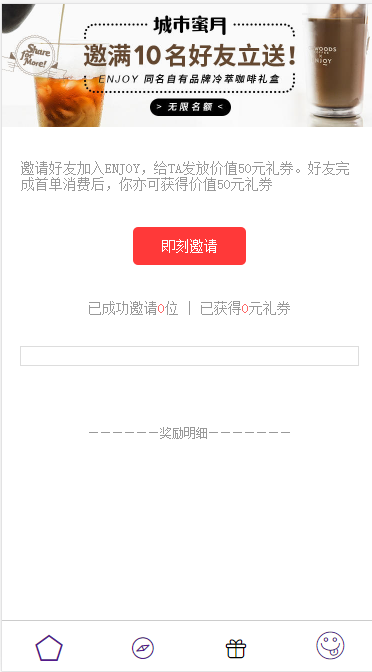 城市蜜月
邀满10名好友立送!
ENJOY 同名自有品牌冷萃咖啡礼盒
> 无限名额 <
Share for More!
邀请好友加入ENJOY，给TA发放价值50元礼券。好友完
成首单消费后，你亦可获得价值50元礼券
即刻邀请
已成功邀请0位 | 已获得0元礼券
－－－－－－奖励明细－－－－－－－